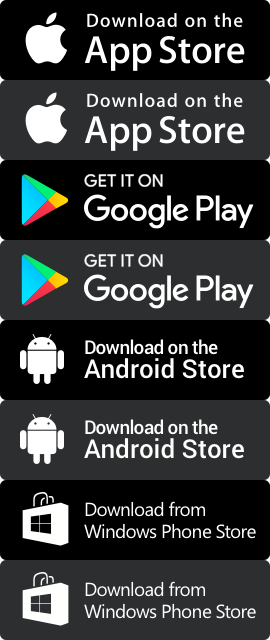 Download on the
App Store
Download on the
App Store
GET IT ON
Google Play
GET IT ON
Google Play
Download on the
Android Store
Download on the
Android Store
Download from
Windows Phone Store
Download from
Windows Phone Store